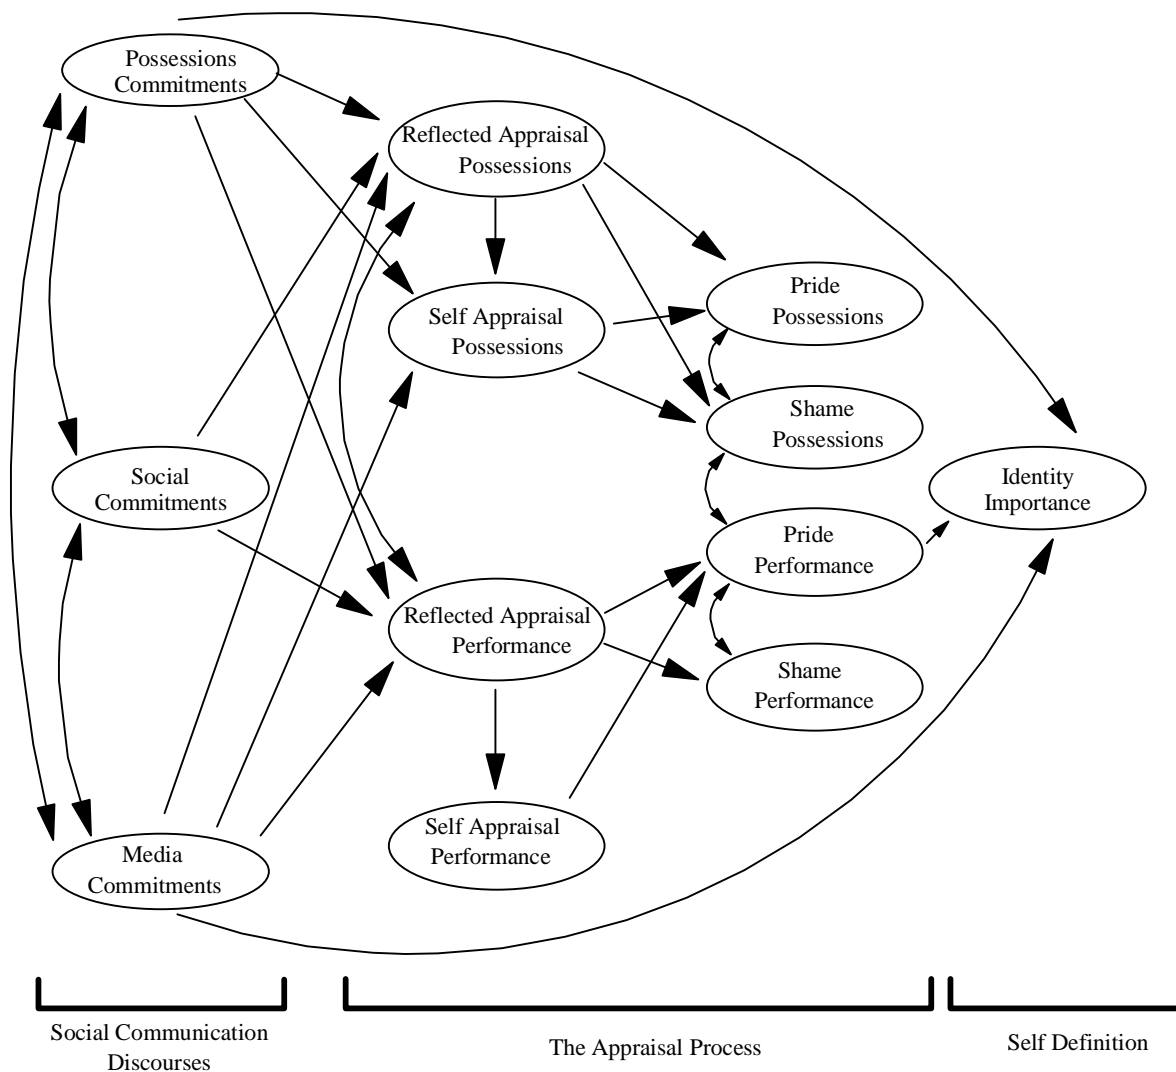 Possessions
Commitments
Reflected Appraisal
Possessions
Self Appraisal
Possessions
Pride
Possessions
Shame
Possessions
Social
Commitments
Identity
Importance
Pride
Performance
Reflected Appraisal
Performance
Shame
Performance
Self Appraisal
Performance
Media
Commitments
Social Communication
Discourses
The Appraisal Process
Self Definition